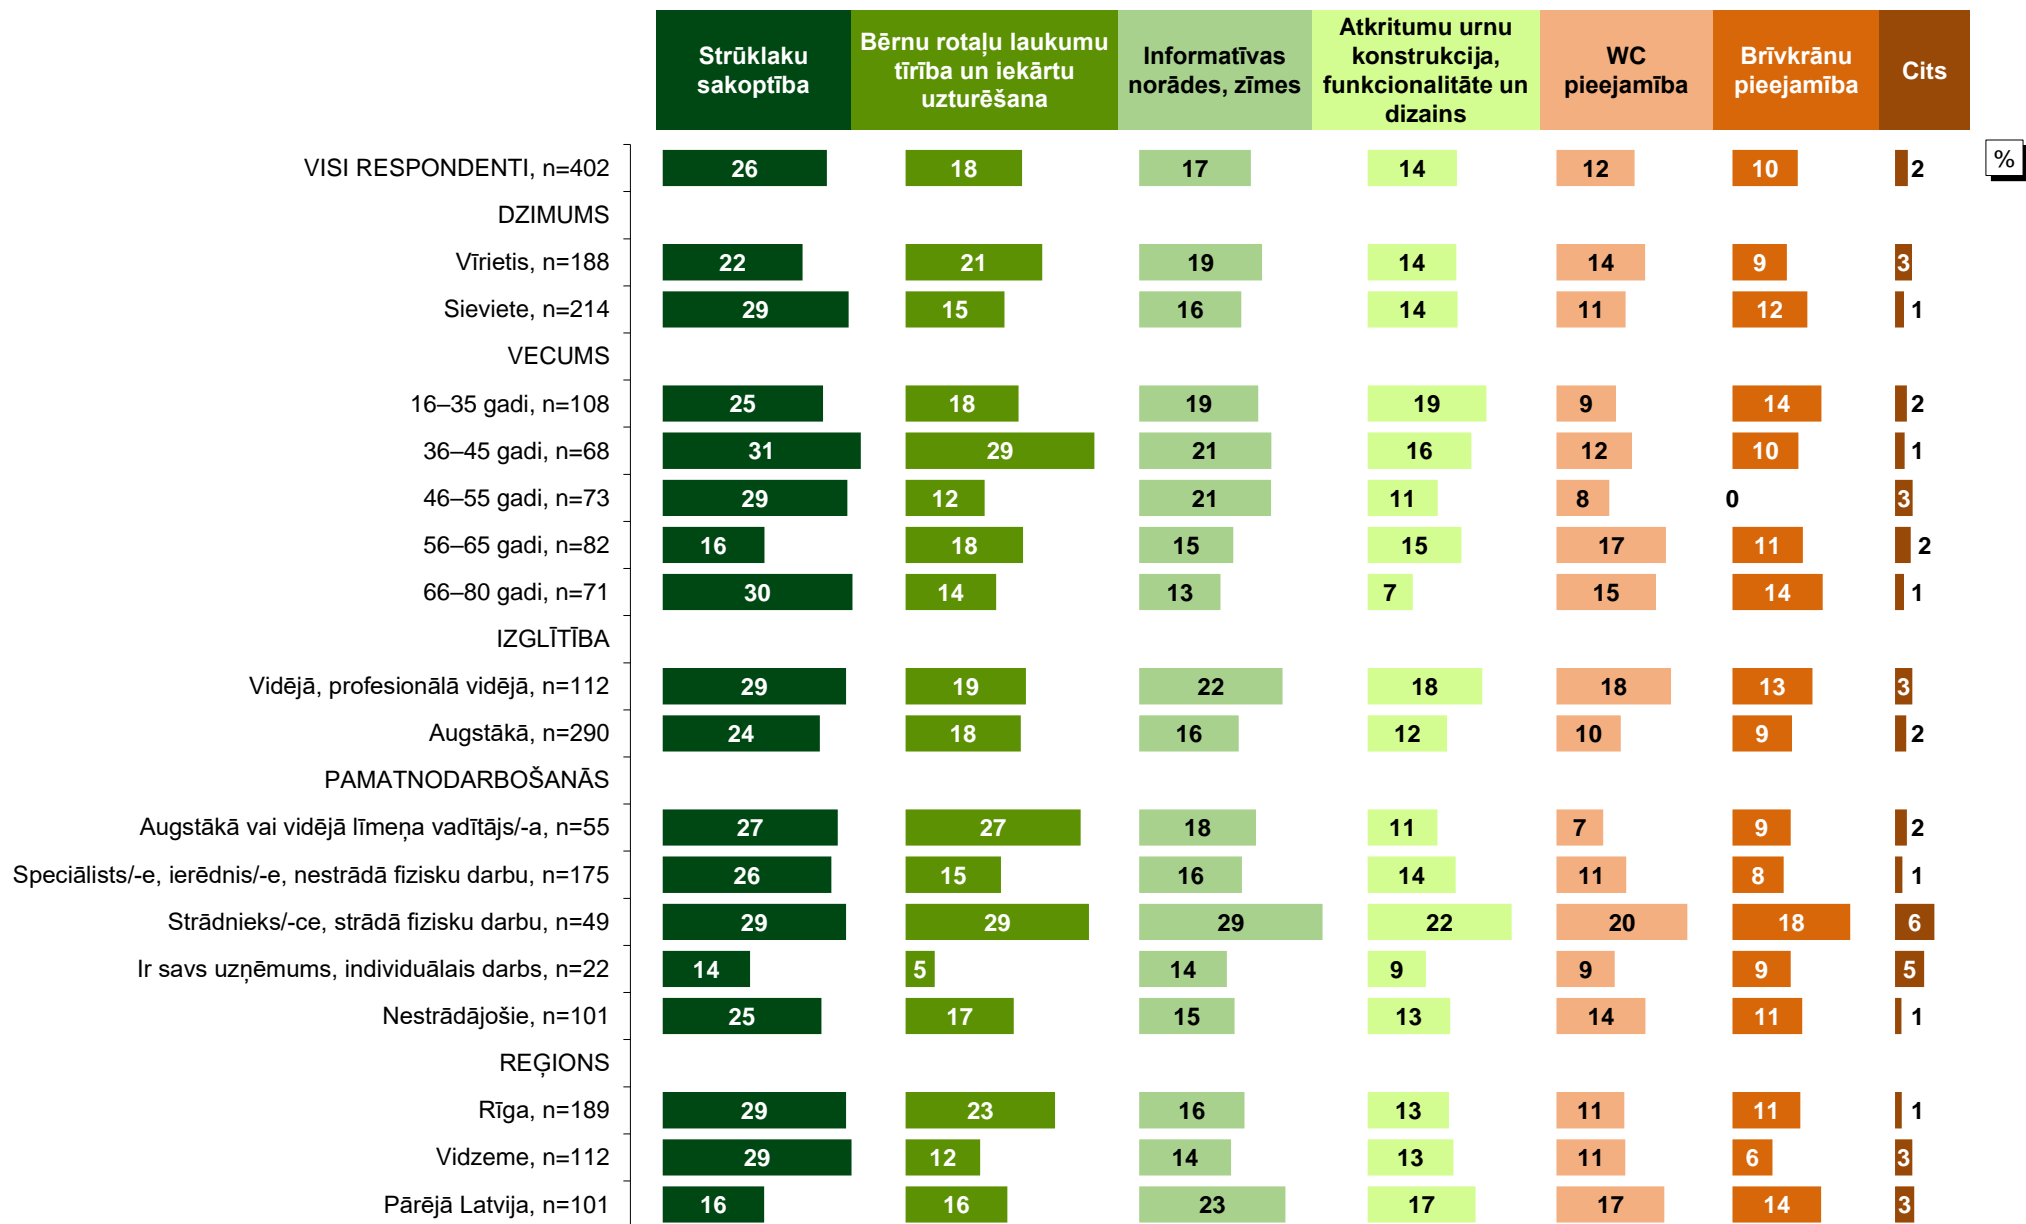 Strūklaku
sakoptība
Bērnu rotaļu laukumu
tīrība un iekārtu
uzturēšana
Informatīvas
norādes, zīmes
Atkritumu urnu
konstrukcija,
funkcionalitāte un
dizains
WC
pieejamība
Brīvkrānu
pieejamība
Cits
%
VISI RESPONDENTI, n=402 26 18 17 14 12 10 2
DZIMUMS
Vīrietis, n=188 22 21 19 14 14 9 3
Sieviete, n=214 29 15 16 14 11 12 1
VECUMS
16–35 gadi, n=108 25 18 19 19 9 14 2
36–45 gadi, n=68 31 29 21 16 12 10 1
46–55 gadi, n=73 29 12 21 11 8 0 3
56–65 gadi, n=82 16 18 15 15 17 11 2
66–80 gadi, n=71 30 14 13 7 15 14 1
IZGLĪTĪBA
Vidējā, profesionālā vidējā, n=112 29 19 22 18 18 13 3
Augstākā, n=290 24 18 16 12 10 9 2
PAMATNODARBOŠANĀS
Augstākā vai vidējā līmeņa vadītājs/-a, n=55 27 27 18 11 7 9 2
Speciālists/-e, ierēdnis/-e, nestrādā fizisku darbu, n=175 26 15 16 14 11 8 1
Strādnieks/-ce, strādā fizisku darbu, n=49 29 29 29 22 20 18 6
Ir savs uzņēmums, individuālais darbs, n=22 14 5 14 9 9 9 5
Nestrādājošie, n=101 25 17 15 13 14 11 1
REĢIONS
Rīga, n=189 29 23 16 13 11 11 1
Vidzeme, n=112 29 12 14 13 11 6 3
Pārējā Latvija, n=101 16 16 23 17 17 14 3